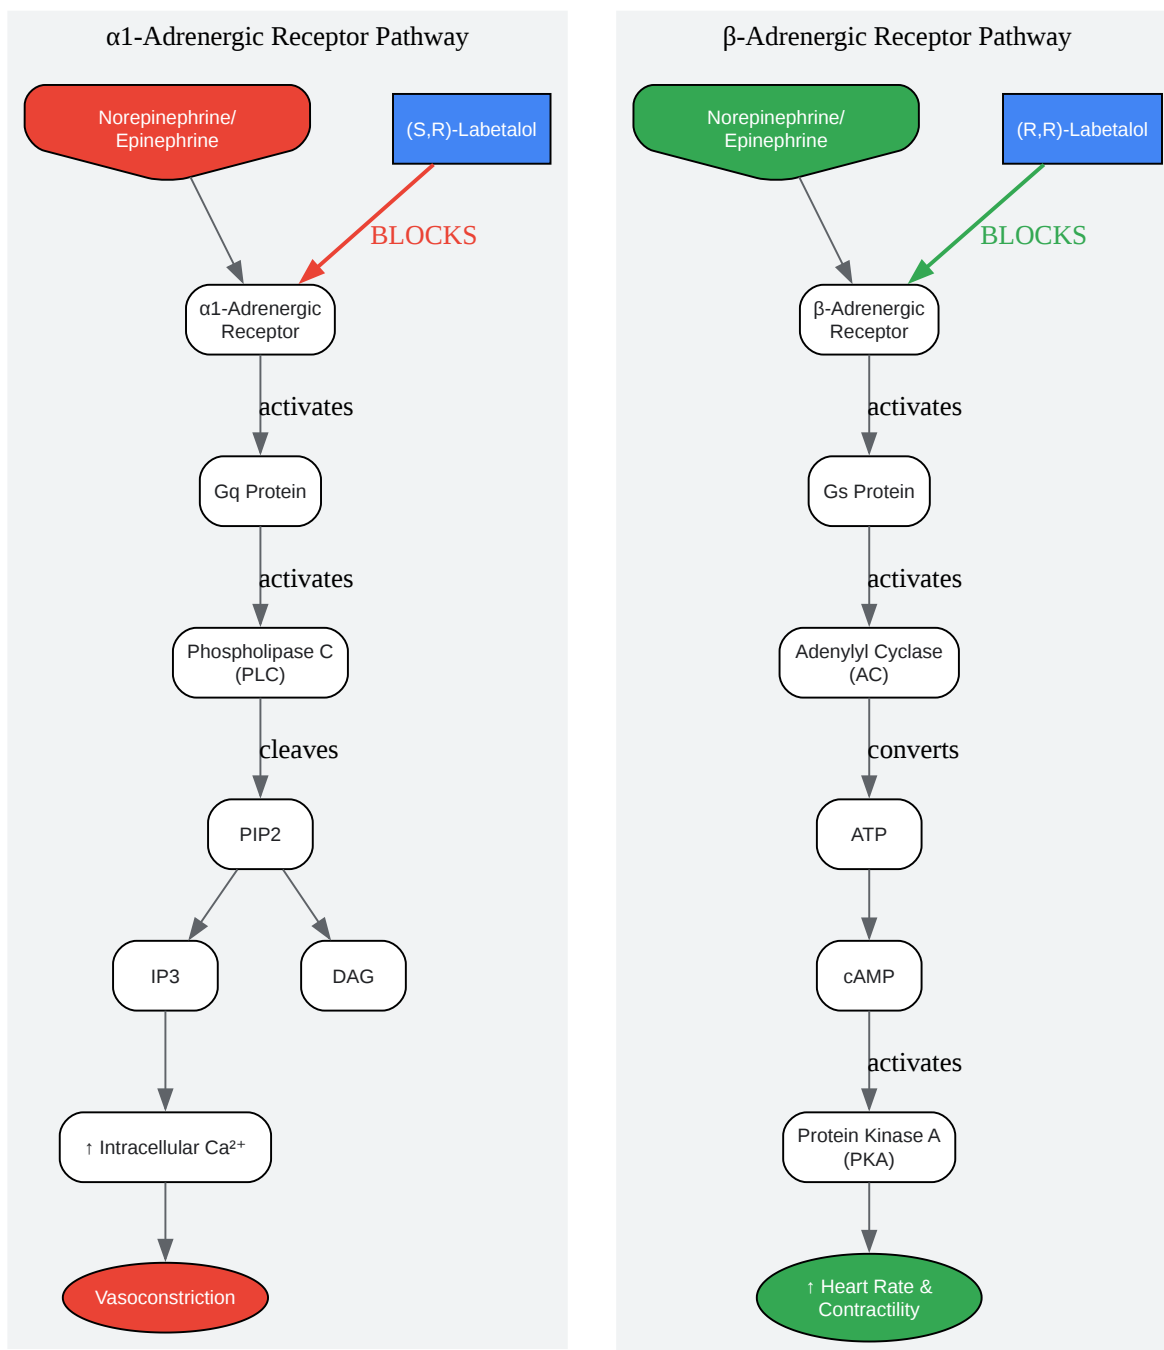 α1-Adrenergic Receptor Pathway
Norepinephrine/
Epinephrine
(S,R)-Labetalol
BLOCKS
α1-Adrenergic
Receptor
activates
Gq Protein
activates
Phospholipase C
(PLC)
cleaves
PIP2
IP3
DAG
↑ Intracellular Ca²⁺
Vasoconstriction
β-Adrenergic Receptor Pathway
Norepinephrine/
Epinephrine
(R,R)-Labetalol
BLOCKS
β-Adrenergic
Receptor
activates
Gs Protein
activates
Adenylyl Cyclase
(AC)
converts
ATP
cAMP
activates
Protein Kinase A
(PKA)
↑ Heart Rate &
Contractility